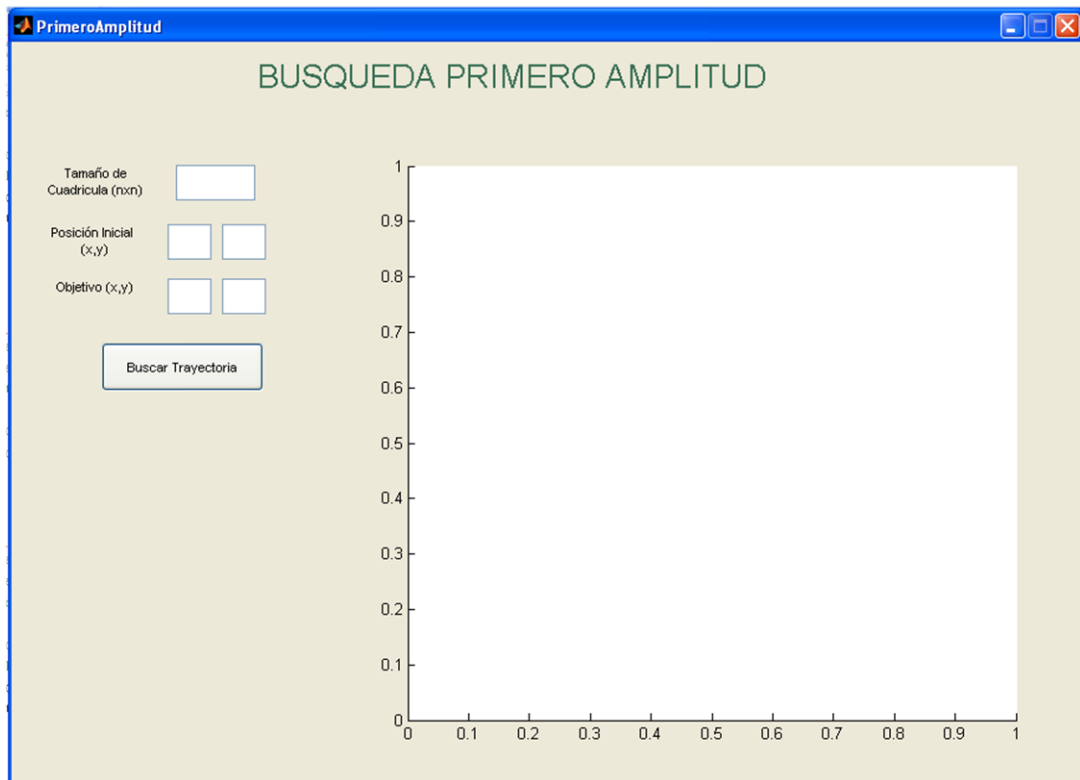 PrimeroAmplitud
BUSQUEDA PRIMERO AMPLITUD
Tamaño de
Cuadricula (nxn)
Posición Inicial
(x,y)
Objetivo (x,y)
Buscar Trayectoria
1
0.9
0.8
0.7
0.6
0.5
0.4
0.3
0.2
0.1
0
0 0.1 0.2 0.3 0.4 0.5 0.6 0.7 0.8 0.9 1